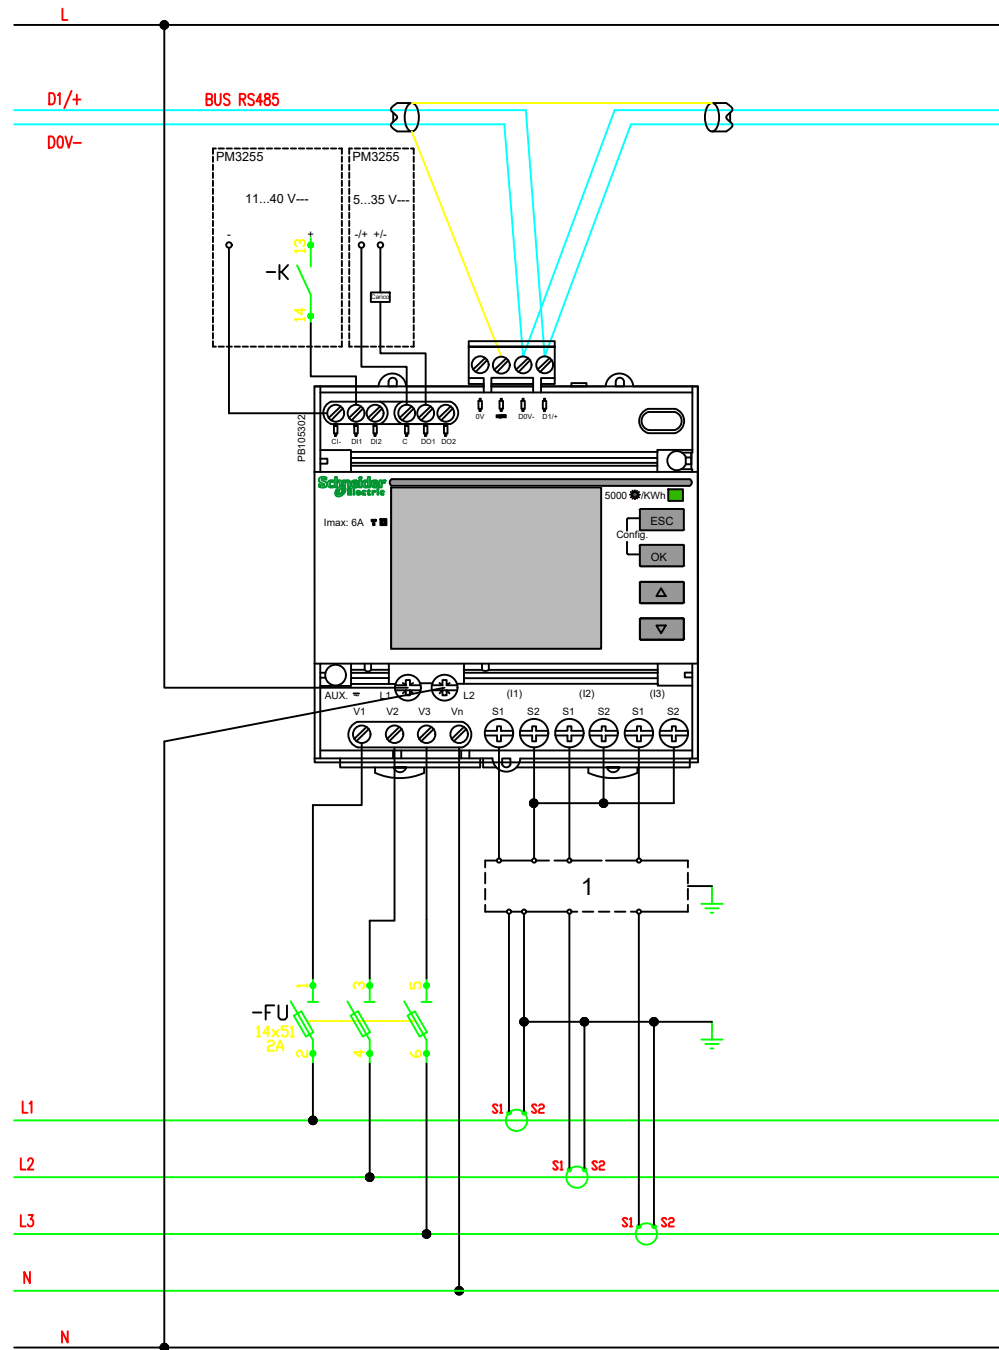 L
D1/+ BUS RS485
D0V-
PM3255 PM3255
11...40 V--- 5...35 V---
- + -/+ +/-
13
-K
14
Carico
0V D0V- D1/+
CI- DI1 DI2 C DO1 DO2
PB105302
Schneider
Electric
5000 /KWh
Imax: 6A
ESC
Config.
OK
AUX. L1 L2 (I1) (I2) (I3)
V1 V2 V3 Vn S1 S2 S1 S2 S1 S2
1
1 3 5
-FU
14x51
2A
2 4 6
L1 S1 S2
L2 S1 S2
L3 S1 S2
N
N